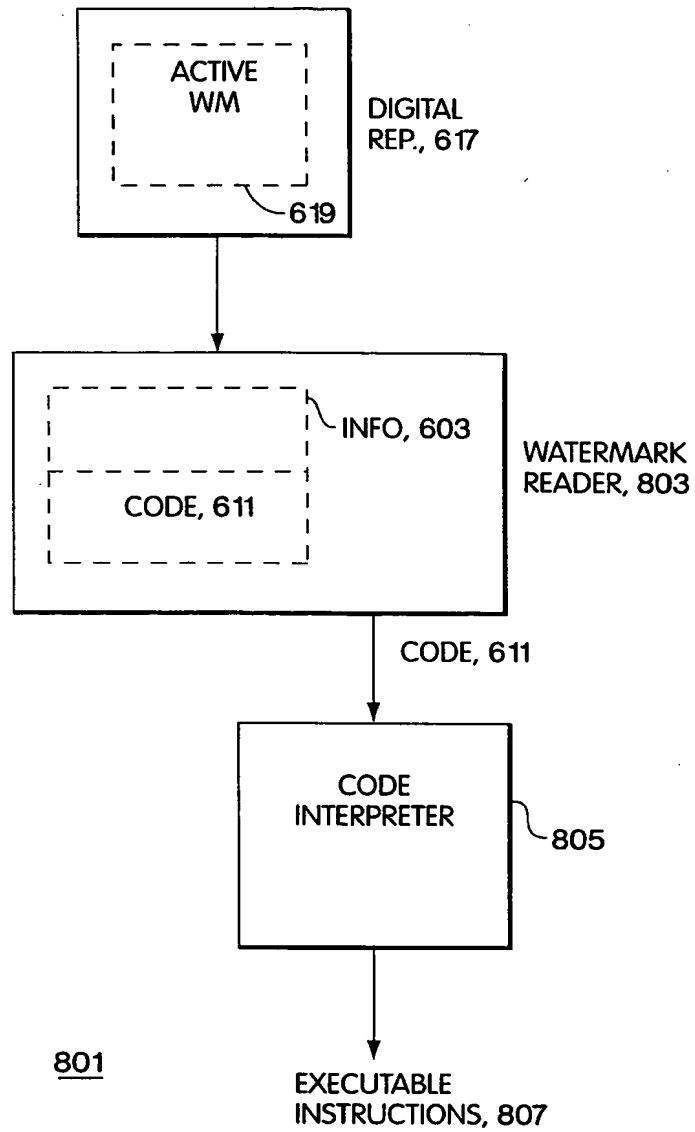 ACTIVE
WM
DIGITAL
REP., 617
619
INFO, 603
WATERMARK
READER, 803
CODE, 611
CODE, 611
CODE
INTERPRETER
805
801
EXECUTABLE
INSTRUCTIONS, 807